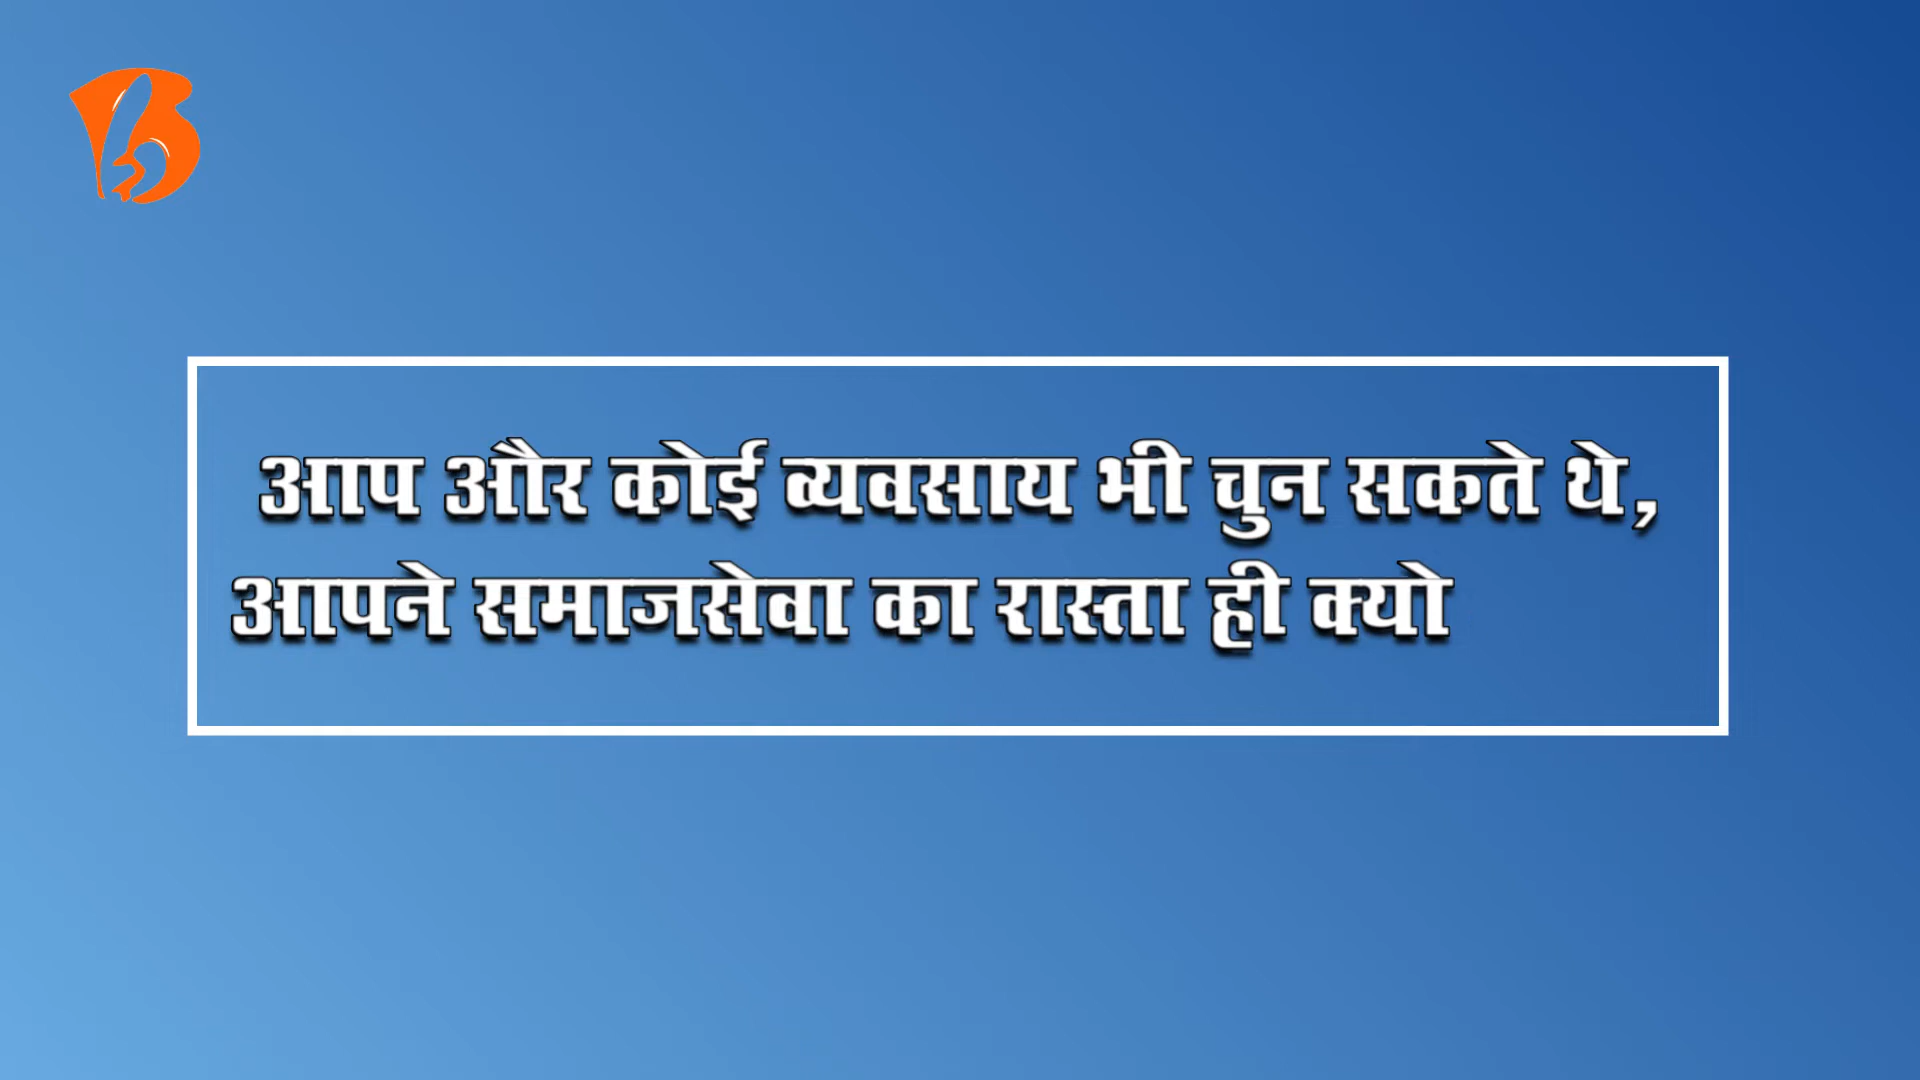 आप और कोई व्यवसाय भी चुन सकते थे,
आपने समाजसेवा का रास्ता ही क्यो